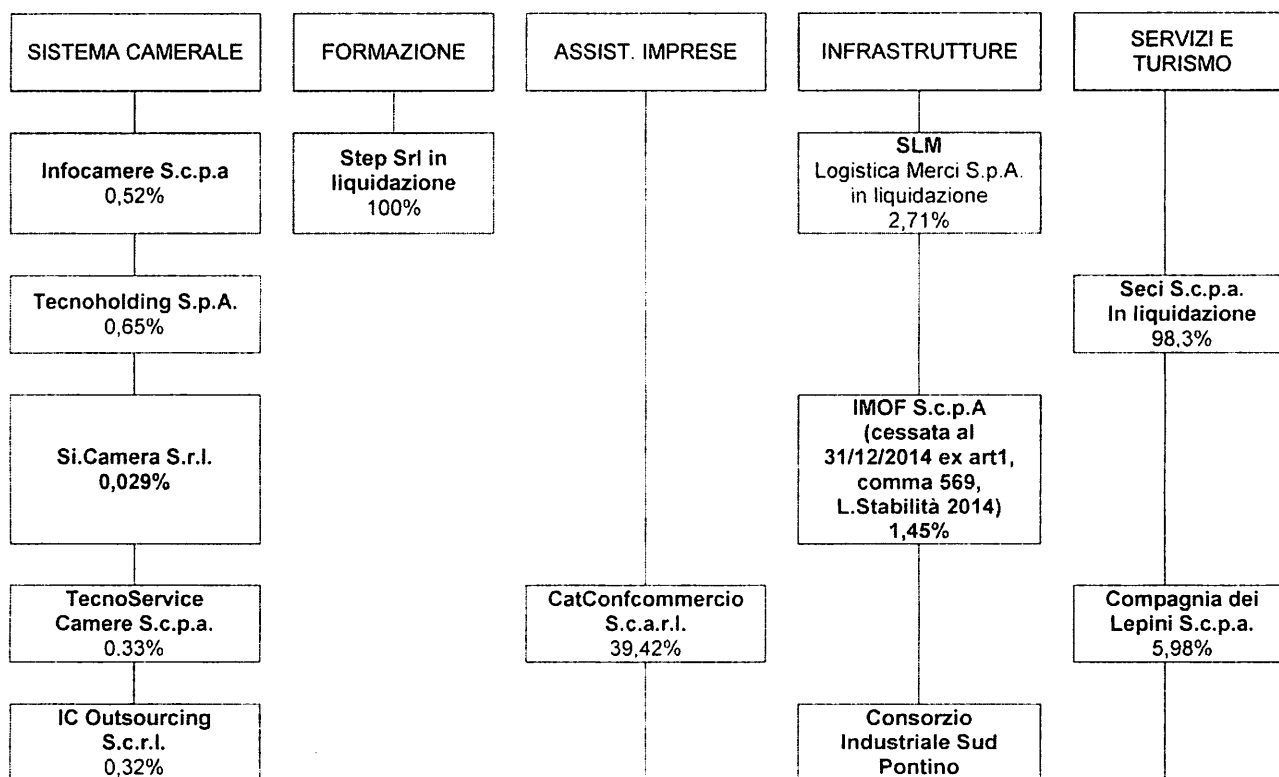 SISTEMA CAMERALE
FORMAZIONE
ASSIST. IMPRESE
INFRASTRUTTURE
SERVIZI E
TURISMO
Infocamere S.c.p.a
0,52%
Step Srl in
liquidazione
100%
SLM
Logistica Merci S.p.A.
in liquidazione
2,71%
Tecnoholding S.p.A.
0,65%
Seci S.c.p.a.
In liquidazione
98,3%
Si.Camera S.r.l.
0,029%
IMOF S.c.p.A
(cessata al
31/12/2014 ex art1,
comma 569,
L.Stabilità 2014)
1,45%
TecnoService
Camere S.c.p.a.
0.33%
CatConfcommercio
S.c.a.r.l.
39,42%
Compagnia dei
Lepini S.c.p.a.
5,98%
IC Outsourcing
S.c.r.l.
0,32%
Consorzio
Industriale Sud
Pontino